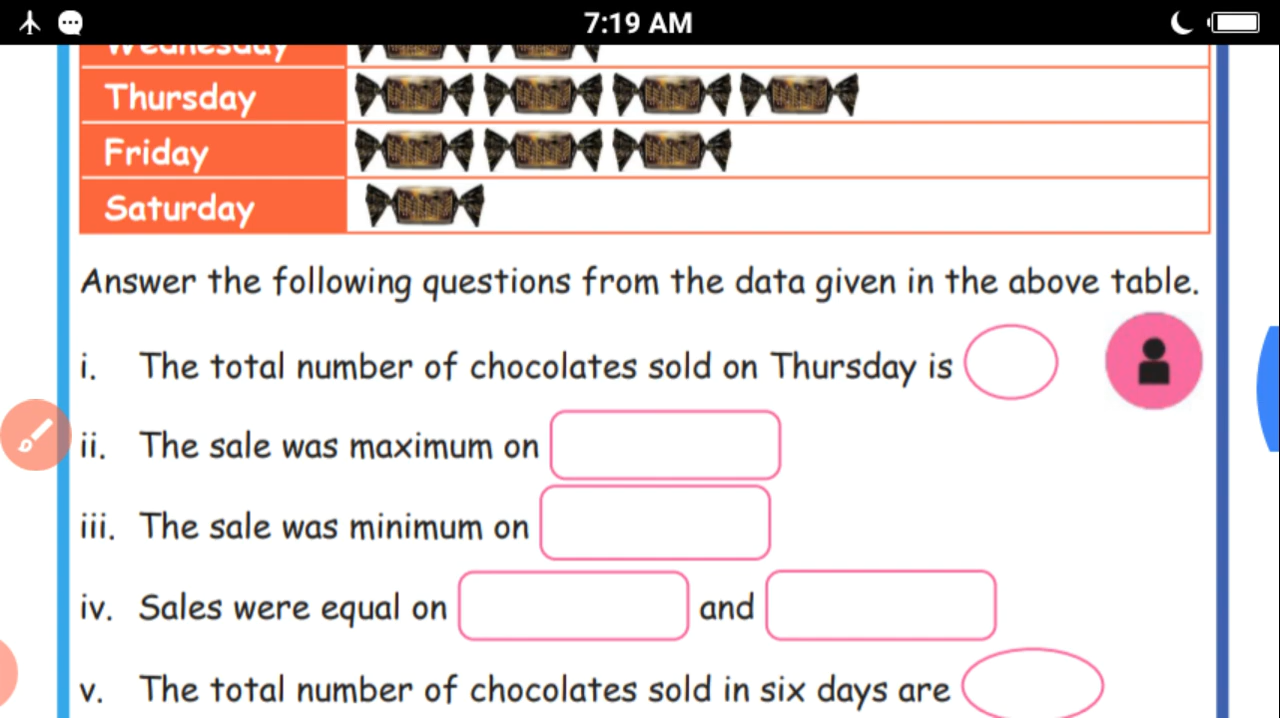 7:19 AM
Wednesday
Thursday
Friday
Saturday
Answer the following questions from the data given in the above table.
i. The total number of chocolates sold on Thursday is
ii. The sale was maximum on
iii. The sale was minimum on
iv. Sales were equal on and
v. The total number of chocolates sold in six days are